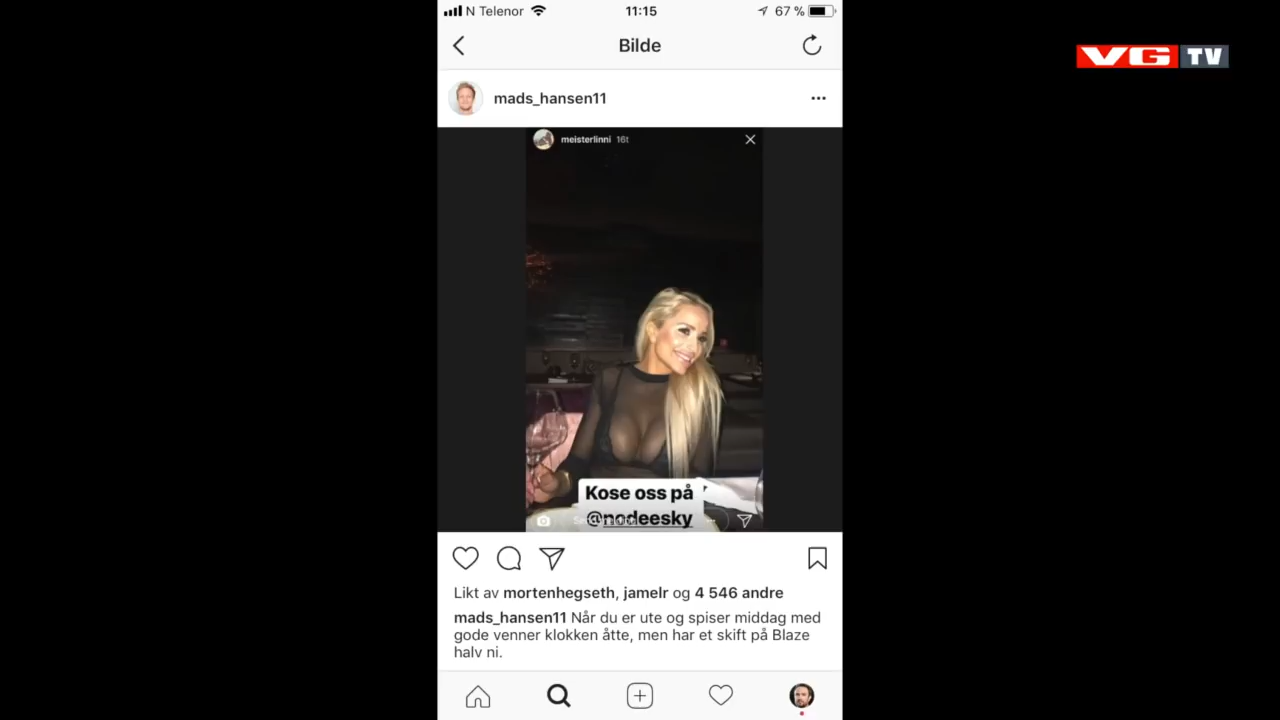 N Telenor
11:15
67 %
Bilde
VG TV
mads_hansen11
meisterlinni 16t
Kose oss på
@nodeesky
Likt av mortenhegseth, jamelr og 4 546 andre
mads_hansen11 Når du er ute og spiser middag med
gode venner klokken åtte, men har et skift på Blaze
halv ni.